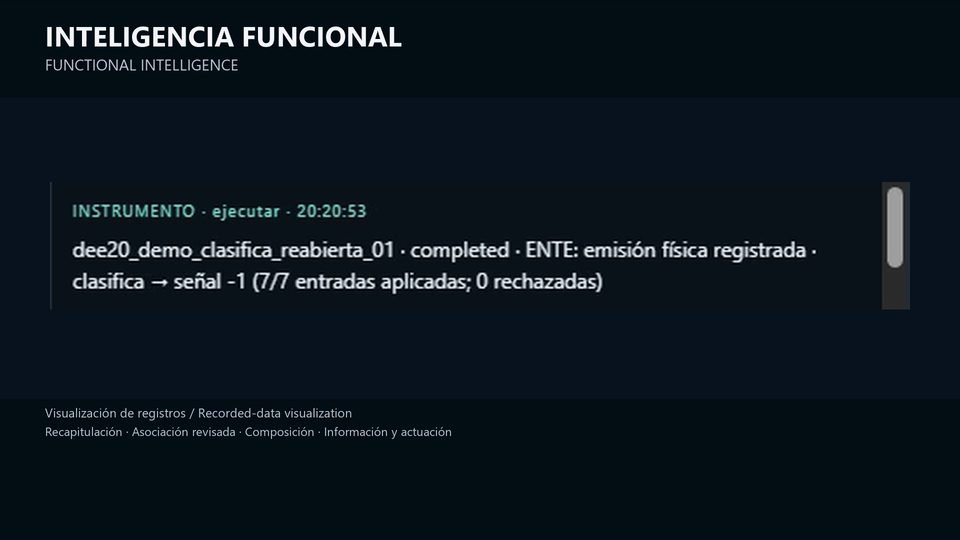 INTELIGENCIA FUNCIONAL
FUNCTIONAL INTELLIGENCE
INSTRUMENTO · ejecutar · 20:20:53
dee20_demo_clasifica_reabierta_01 · completed · ENTE: emisión física registrada ·
clasifica → señal -1 (7/7 entradas aplicadas; 0 rechazadas)
Visualización de registros / Recorded-data visualization
Recapitulación · Asociación revisada · Composición · Información y actuación